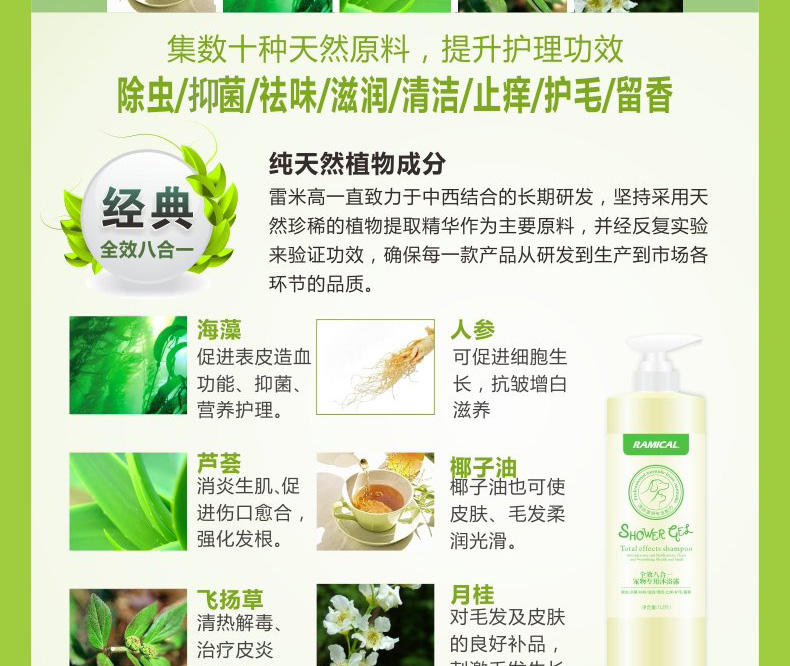 集数十种天然原料，提升护理功效
除虫/抑菌/祛味/滋润/清洁/止痒/护毛/留香
经典
全效八合一
纯天然植物成分
雷米高一直致力于中西结合的长期研发，坚持采用天
然珍稀的植物提取精华作为主要原料，并经反复实验
来验证功效，确保每一款产品从研发到生产到市场各
环节的品质。
海藻
促进表皮造血
功能、抑菌、
营养护理。
人参
可促进细胞生
长，抗皱增白
滋养
芦荟
消炎生肌、促
进伤口愈合，
强化发根。
椰子油
椰子油也可使
皮肤、毛发柔
润光滑。
飞扬草
清热解毒、
治疗皮炎
月桂
对毛发及皮肤
的良好补品，
刺激毛发生长
RAMICAL
SHOWER GEL
Total effects shampoo
全效八合一
宠物专用沐浴露